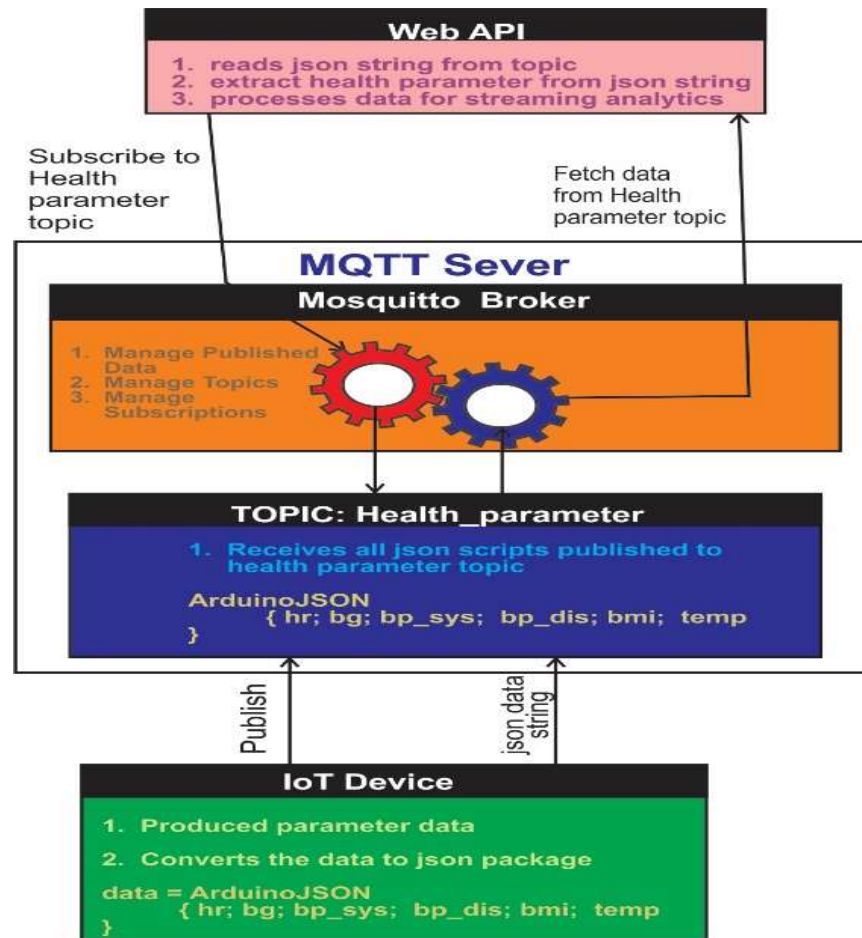 Web API
1. reads json string from topic
2. extract health parameter from json string
3. processes data for streaming analytics
Subscribe to
Health
parameter
topic
Fetch data
from Health
parameter topic
MQTT Sever
Mosquitto Broker
1. Manage Published
Data
2. Manage Topics
3. Manage
Subscriptions
TOPIC: Health_parameter
1. Receives all json scripts published to
health parameter topic
ArduinoJSON
{ hr; bg; bp_sys; bp_dis; bmi; temp
}
Publish
json data
string
IoT Device
1. Produced parameter data
2. Converts the data to json package
data = ArduinoJSON
{ hr; bg; bp_sys; bp_dis; bmi; temp
}